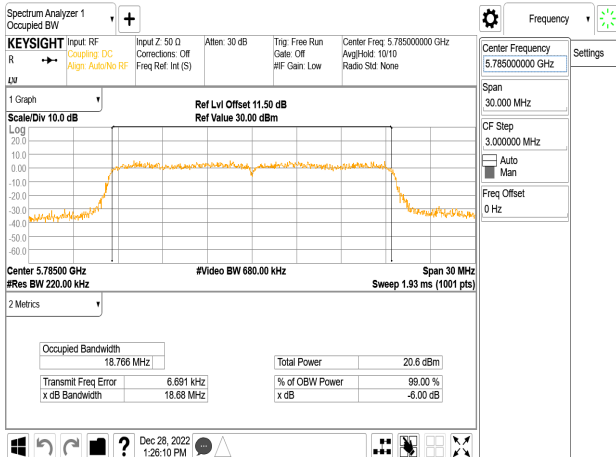 Spectrum Analyzer 1
Occupied BW
Frequency
KEYSIGHT
R
LXI
Input: RF
Coupling: DC
Align: Auto/No RF
Input Z: 50 Ω
Corrections: Off
Freq Ref: Int (S)
Atten: 30 dB
Trig: Free Run
Gate: Off
#IF Gain: Low
Center Freq: 5.785000000 GHz
Avg|Hold: 10/10
Radio Std: None
Center Frequency
5.785000000 GHz
Settings
Span
30.000 MHz
CF Step
3.000000 MHz
Auto
Man
Freq Offset
0 Hz
1 Graph
Scale/Div 10.0 dB
Ref Lvl Offset 11.50 dB
Ref Value 30.00 dBm
Log
20.0
10.0
0.00
-10.0
-20.0
-30.0
-40.0
-50.0
-60.0
Center 5.78500 GHz
#Video BW 680.00 kHz
Span 30 MHz
#Res BW 220.00 kHz
Sweep 1.93 ms (1001 pts)
2 Metrics
Occupied Bandwidth
18.766 MHz
Total Power 20.6 dBm
Transmit Freq Error 6.691 kHz
% of OBW Power 99.00 %
x dB Bandwidth 18.68 MHz
x dB -6.00 dB
?
Dec 28, 2022
1:26:10 PM